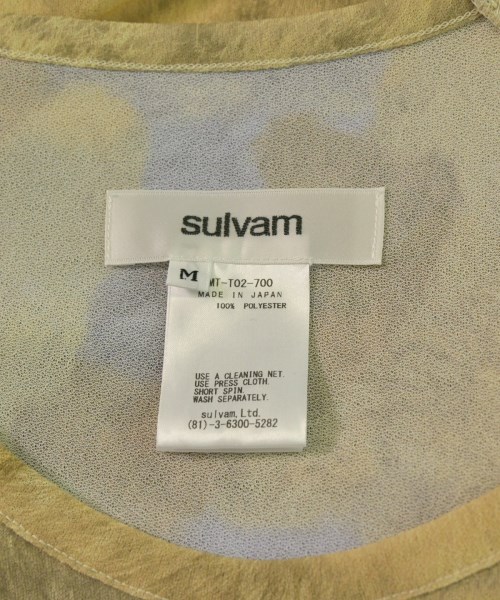 sulvam
M
MT-T02-700
MADE IN JAPAN
100% POLYESTER
USE A CLEANING NET.
USE PRESS CLOTH.
SHORT SPIN.
WASH SEPARATELY.
sulvam, Ltd.
(81)-3-6300-5282